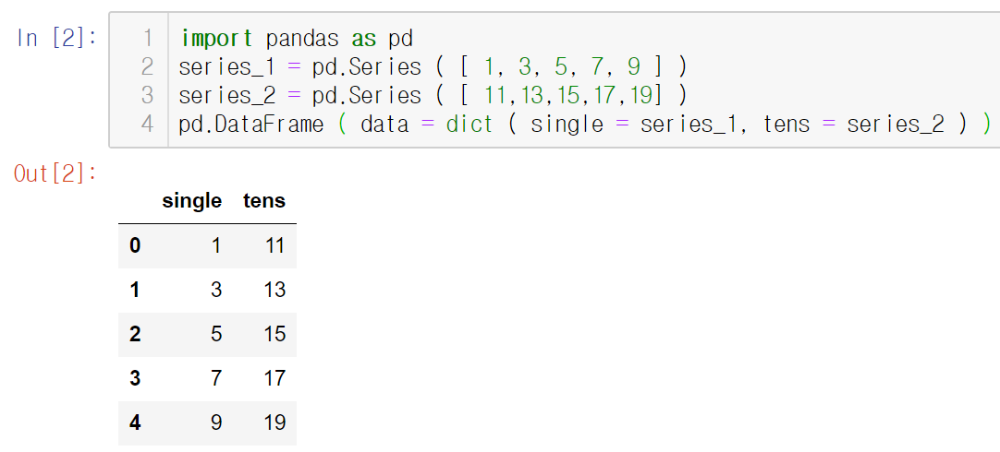 In [2]:
1 import pandas as pd
2 series_1 = pd.Series ( [ 1, 3, 5, 7, 9 ] )
3 series_2 = pd.Series ( [ 11,13,15,17,19] )
4 pd.DataFrame ( data = dict ( single = series_1, tens = series_2 ) )
Out[2]:
single tens
0 1 11
1 3 13
2 5 15
3 7 17
4 9 19